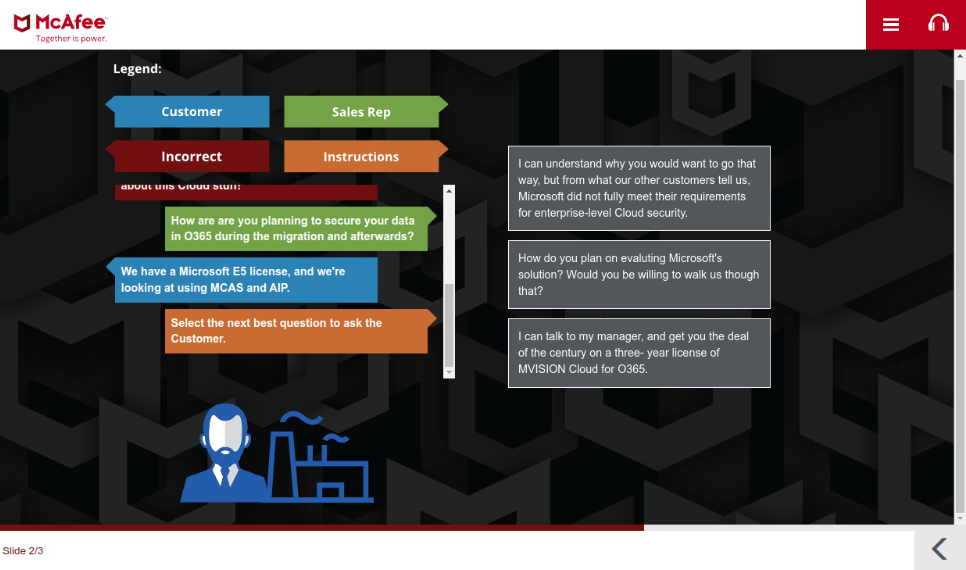 McAfee
Together is power.
Legend:
Customer
Sales Rep
Incorrect
Instructions
about this Cloud stuff!
How are are you planning to secure your data
in O365 during the migration and afterwards?
We have a Microsoft E5 license, and we're
looking at using MCAS and AIP.
Select the next best question to ask the
Customer.
I can understand why you would want to go that
way, but from what our other customers tell us,
Microsoft did not fully meet their requirements
for enterprise-level Cloud security.
How do you plan on evaluting Microsoft's
solution? Would you be willing to walk us though
that?
I can talk to my manager, and get you the deal
of the century on a three- year license of
MVISION Cloud for O365.
Slide 2/3